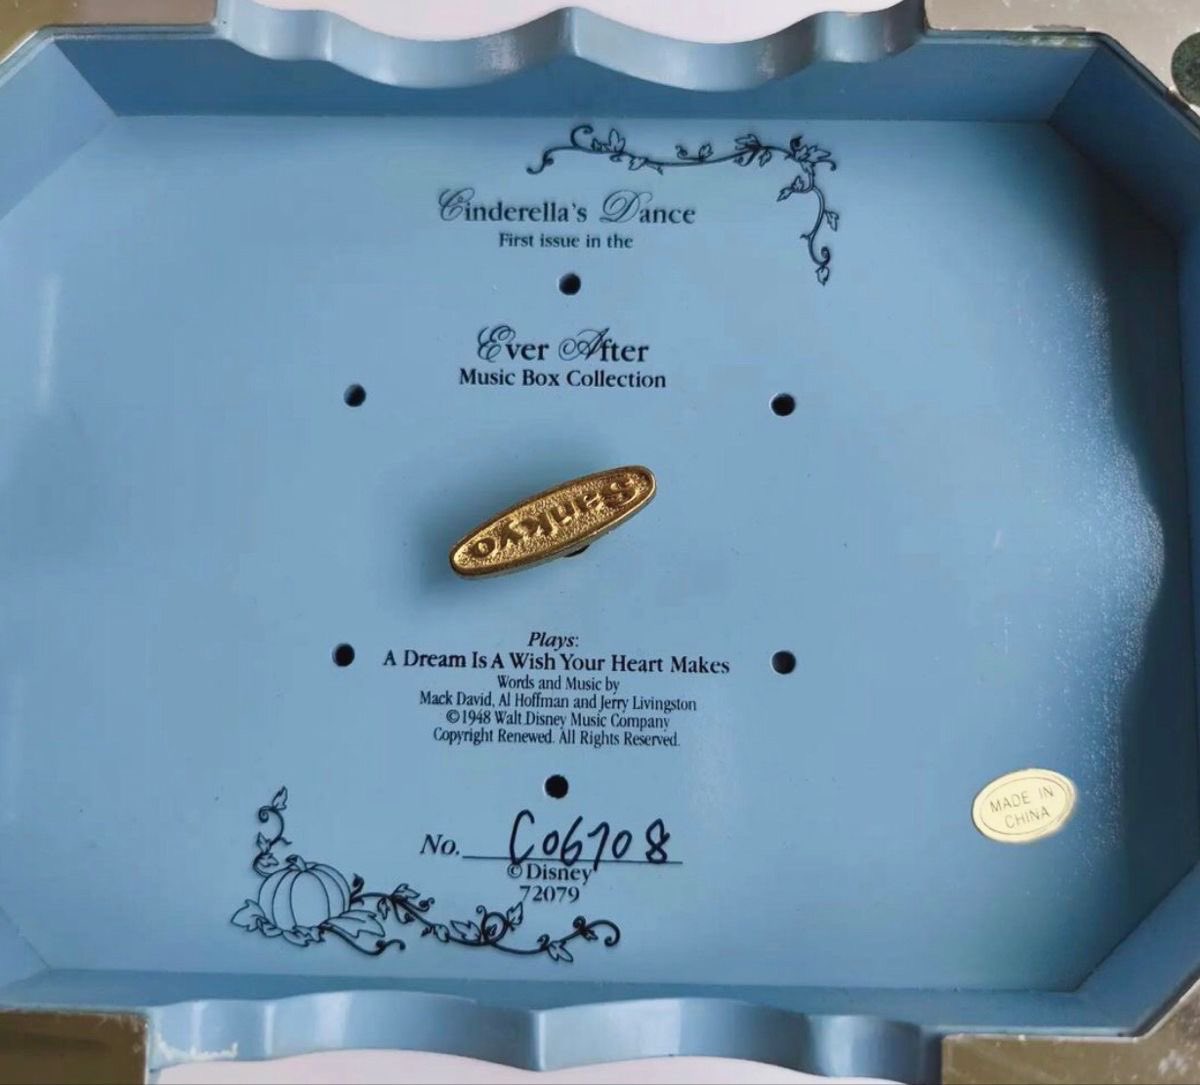 Cinderella's Dance
First issue in the
Ever After
Music Box Collection
Sankyo
Plays:
A Dream Is A Wish Your Heart Makes
Words and Music by
Mack David, Al Hoffman and Jerry Livingston
©1948 Walt Disney Music Company
Copyright Renewed. All Rights Reserved.
MADE IN
CHINA
No. C06708
©Disney
72079